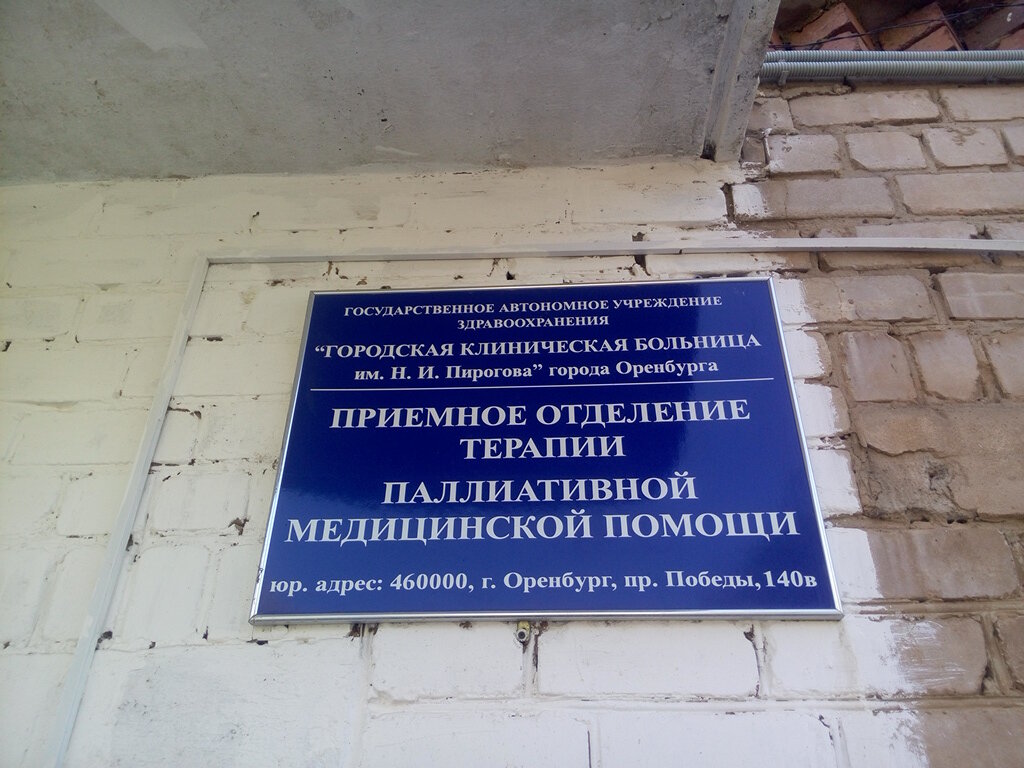 ГОСУДАРСТВЕННОЕ АВТОНОМНОЕ УЧРЕЖДЕНИЕ
ЗДРАВООХРАНЕНИЯ
"ГОРОДСКАЯ КЛИНИЧЕСКАЯ БОЛЬНИЦА
им. Н. И. Пирогова" города Оренбурга
ПРИЕМНОЕ ОТДЕЛЕНИЕ
ТЕРАПИИ
ПАЛЛИАТИВНОЙ
МЕДИЦИНСКОЙ ПОМОЩИ
юр. адрес: 460000, г. Оренбург, пр. Победы, 140в